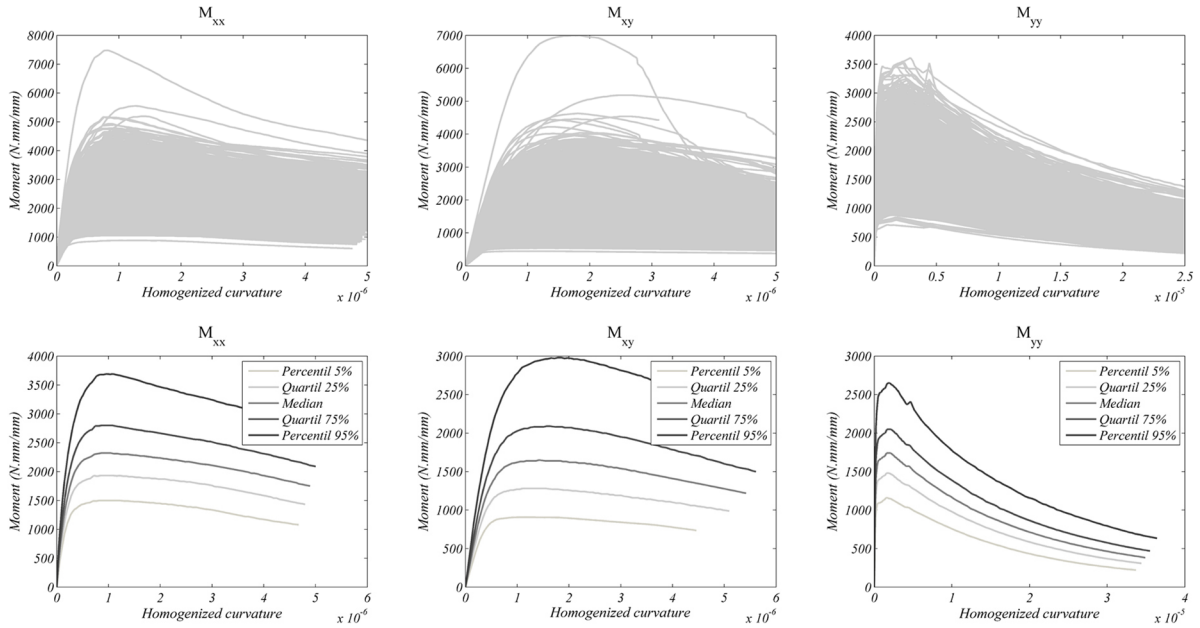 M_xx
Moment (N.mm/mm)
8000
7000
6000
5000
4000
3000
2000
1000
0
0 1 2 3 4 5
Homogenized curvature
x 10^-6
M_xy
Moment (N.mm/mm)
7000
6000
5000
4000
3000
2000
1000
0
0 1 2 3 4 5
Homogenized curvature
x 10^-6
M_yy
Moment (N.mm/mm)
4000
3500
3000
2500
2000
1500
1000
500
0
0 0.5 1 1.5 2 2.5
Homogenized curvature
x 10^-5
M_xx
Moment (N.mm/mm)
4000
3500
3000
2500
2000
1500
1000
500
0
Percentil 5%
Quartil 25%
Median
Quartil 75%
Percentil 95%
0 1 2 3 4 5 6
Homogenized curvature
x 10^-6
M_xy
Moment (N.mm/mm)
3000
2500
2000
1500
1000
500
0
Percentil 5%
Quartil 25%
Median
Quartil 75%
Percentil 95%
0 1 2 3 4 5 6
Homogenized curvature
x 10^-6
M_yy
Moment (N.mm/mm)
3000
2500
2000
1500
1000
500
0
Percentil 5%
Quartil 25%
Median
Quartil 75%
Percentil 95%
0 1 2 3 4
Homogenized curvature
x 10^-5